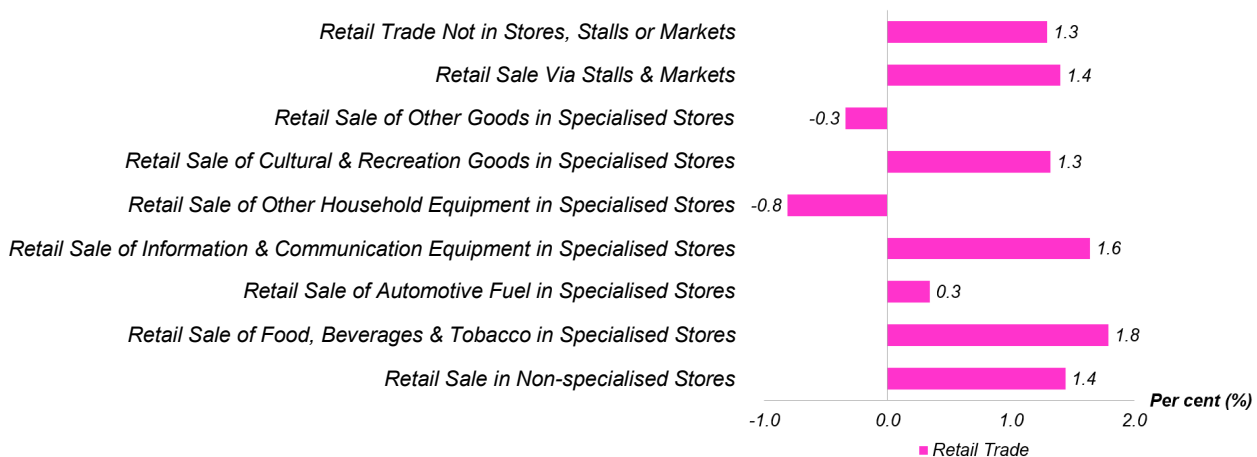 Retail Trade Not in Stores, Stalls or Markets 1.3
Retail Sale Via Stalls & Markets 1.4
Retail Sale of Other Goods in Specialised Stores -0.3
Retail Sale of Cultural & Recreation Goods in Specialised Stores 1.3
Retail Sale of Other Household Equipment in Specialised Stores -0.8
Retail Sale of Information & Communication Equipment in Specialised Stores 1.6
Retail Sale of Automotive Fuel in Specialised Stores 0.3
Retail Sale of Food, Beverages & Tobacco in Specialised Stores 1.8
Retail Sale in Non-specialised Stores 1.4
Per cent (%)
-1.0 0.0 1.0 2.0
Retail Trade